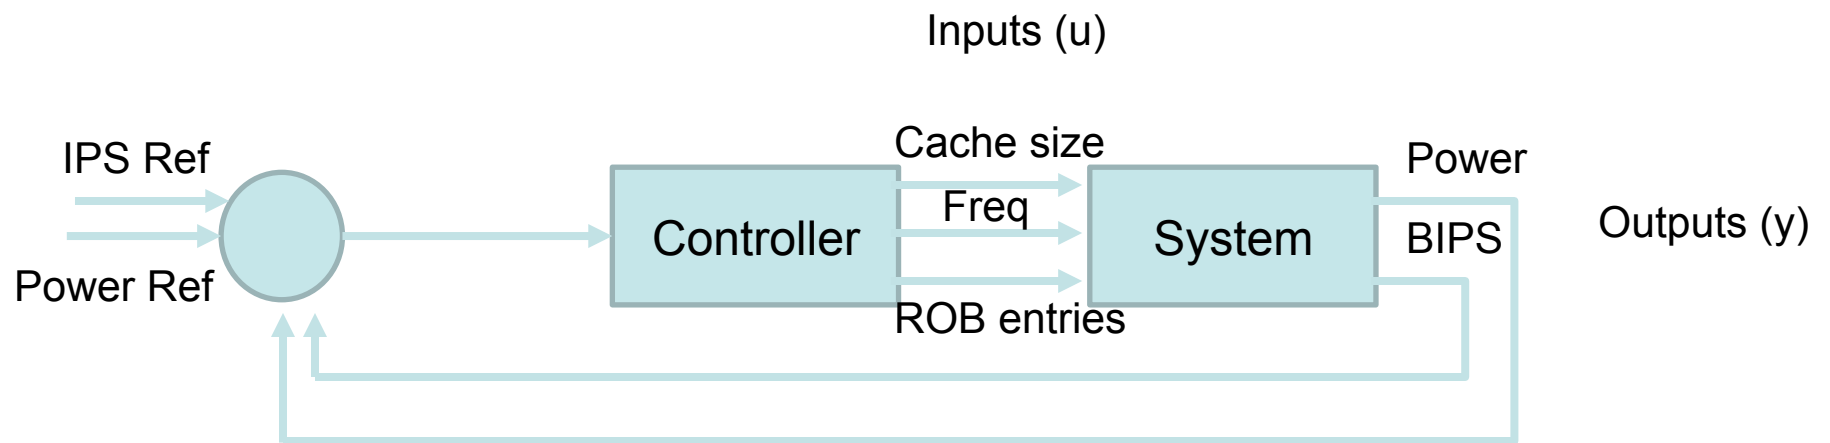 Inputs (u)
IPS Ref
Power Ref
Controller
Cache size
Freq
ROB entries
System
Power
BIPS
Outputs (y)